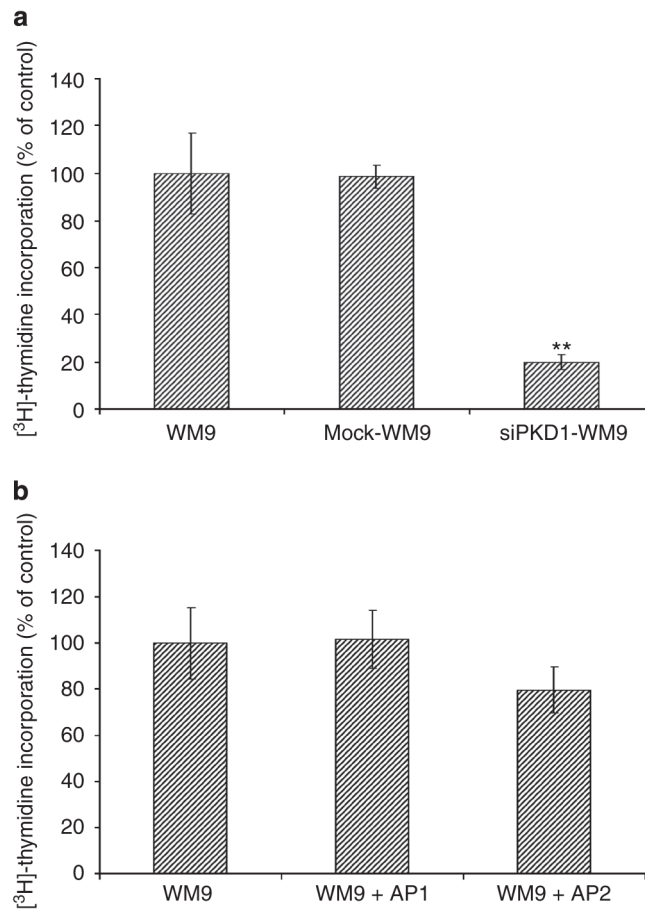 a
[³H]-thymidine incorporation (% of control)
140
120
100
80
60
40
20
0
**
WM9 Mock-WM9 siPKD1-WM9
b
[³H]-thymidine incorporation (% of control)
140
120
100
80
60
40
20
0
WM9 WM9 + AP1 WM9 + AP2